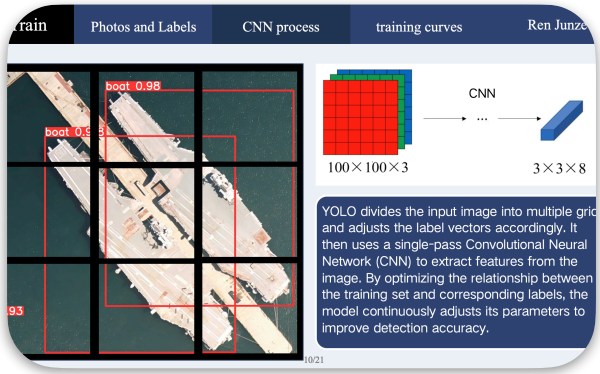 Train
Photos and Labels
CNN process
training curves
Ren Junze
boat 0.98
boat 0.98
.93
CNN
...
100×100×3
3×3×8
YOLO divides the input image into multiple grid
and adjusts the label vectors accordingly. It
then uses a single-pass Convolutional Neural
Network (CNN) to extract features from the
image. By optimizing the relationship between
the training set and corresponding labels, the
model continuously adjusts its parameters to
improve detection accuracy.
10/21